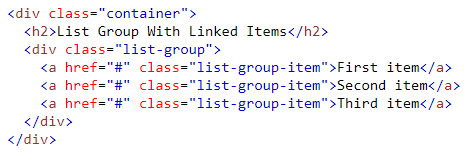 <div class="container">
  <h2>List Group With Linked Items</h2>
  <div class="list-group">
    <a href="#" class="list-group-item">First item</a>
    <a href="#" class="list-group-item">Second item</a>
    <a href="#" class="list-group-item">Third item</a>
  </div>
</div>